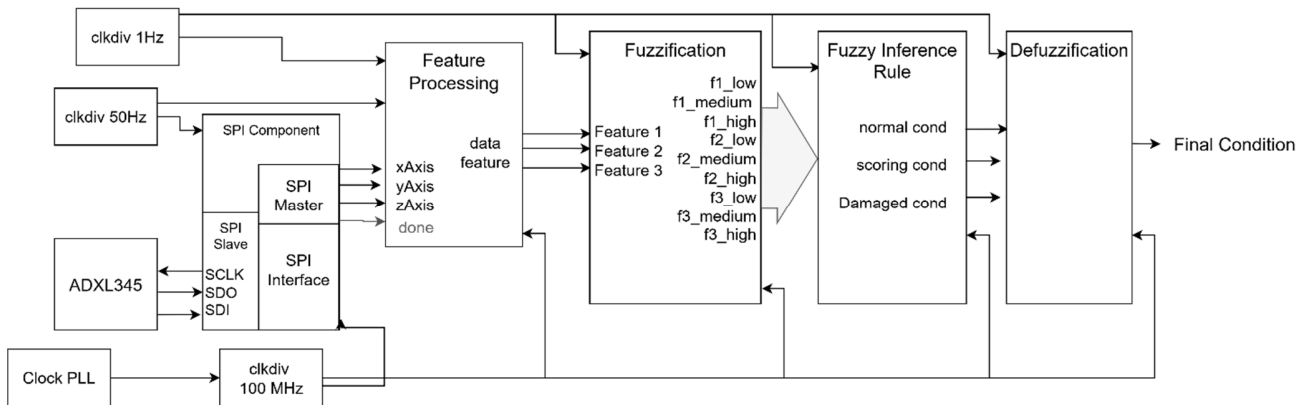 clkdiv 1Hz
clkdiv 50Hz
SPI Component
SPI
Master
SPI
Slave
SCLK
SDO
SDI
SPI
Interface
ADXL345
Clock PLL
clkdiv
100 MHz
Feature
Processing
xAxis
yAxis
zAxis
done
data
feature
Fuzzification
Feature 1
Feature 2
Feature 3
f1_low
f1_medium
f1_high
f2_low
f2_medium
f2_high
f3_low
f3_medium
f3_high
Fuzzy Inference
Rule
normal cond
scoring cond
Damaged cond
Defuzzification
Final Condition